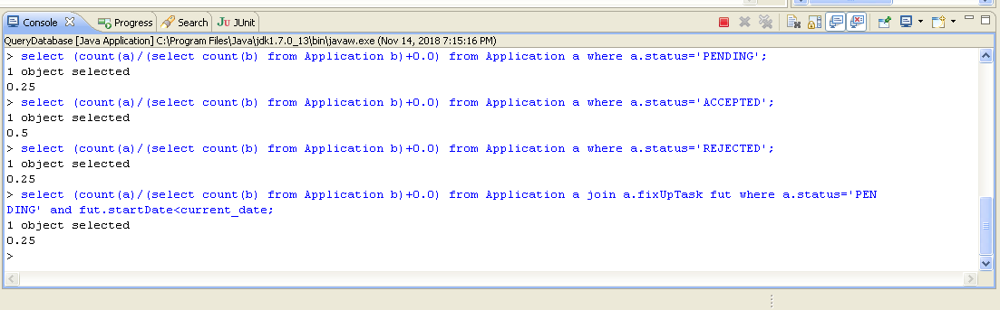 Console Progress Search JUnit
QueryDatabase [Java Application] C:\Program Files\Java\jdk1.7.0_13\bin\javaw.exe (Nov 14, 2018 7:15:16 PM)
> select (count(a)/(select count(b) from Application b)+0.0) from Application a where a.status='PENDING';
1 object selected
0.25
> select (count(a)/(select count(b) from Application b)+0.0) from Application a where a.status='ACCEPTED';
1 object selected
0.5
> select (count(a)/(select count(b) from Application b)+0.0) from Application a where a.status='REJECTED';
1 object selected
0.25
> select (count(a)/(select count(b) from Application b)+0.0) from Application a join a.fixUpTask fut where a.status='PEN
DING' and fut.startDate<current_date;
1 object selected
0.25
>